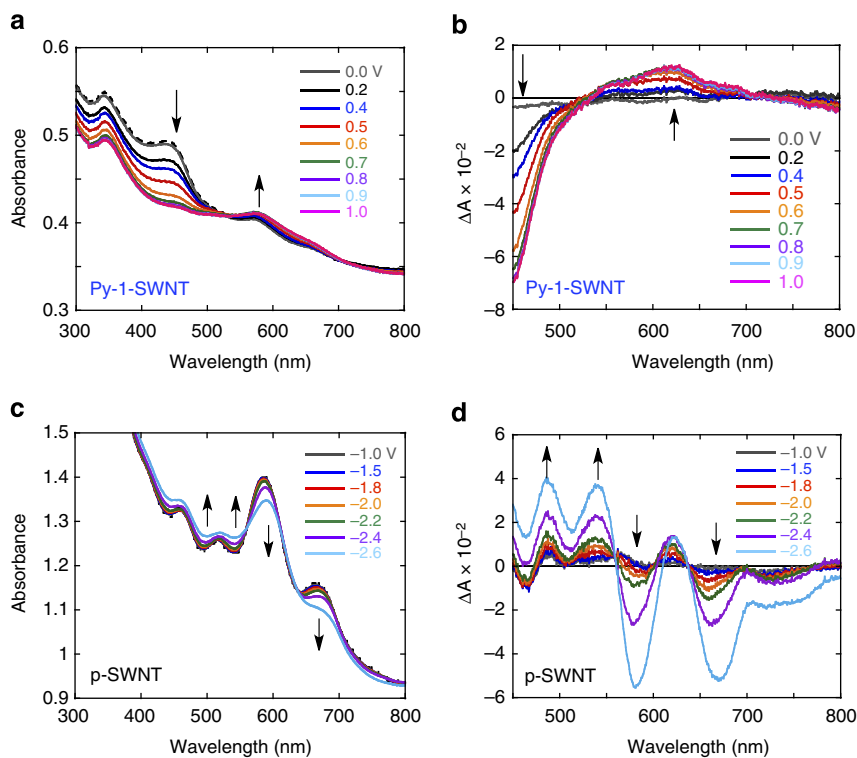 a
0.6
0.5
0.4
0.3
300 400 500 600 700 800
Absorbance
Wavelength (nm)
0.0 V
0.2
0.4
0.5
0.6
0.7
0.8
0.9
1.0
Py-1-SWNT
b
2
0
−2
−4
−6
−8
500 600 700 800
ΔA × 10⁻²
Wavelength (nm)
0.0 V
0.2
0.4
0.5
0.6
0.7
0.8
0.9
1.0
Py-1-SWNT
c
1.5
1.4
1.3
1.2
1.1
1
0.9
300 400 500 600 700 800
Absorbance
Wavelength (nm)
−1.0 V
−1.5
−1.8
−2.0
−2.2
−2.4
−2.6
p-SWNT
d
6
4
2
0
−2
−4
−6
500 600 700 800
ΔA × 10⁻²
Wavelength (nm)
−1.0 V
−1.5
−1.8
−2.0
−2.2
−2.4
−2.6
p-SWNT